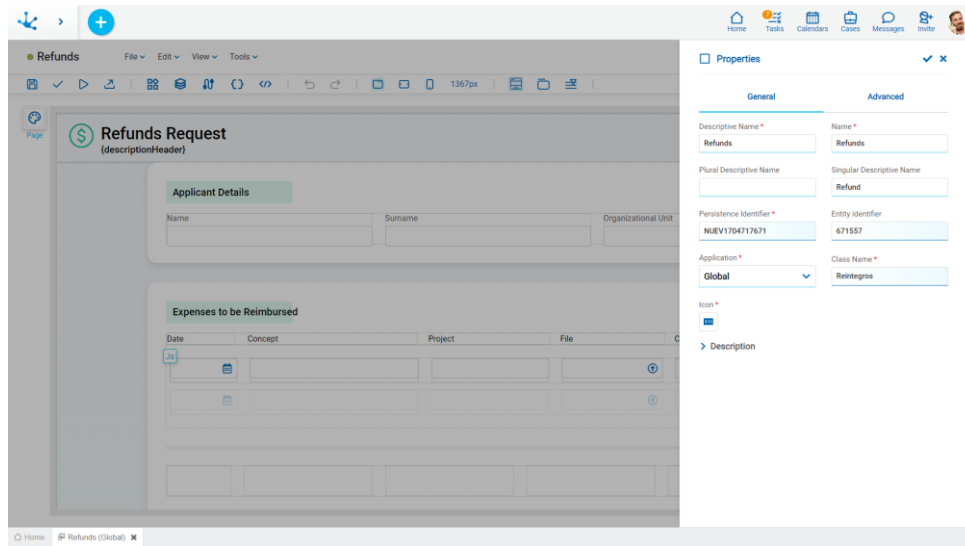 7
Home Tasks Calendars Cases Messages Invite
Refunds File Edit View Tools
1367px
Page
Refunds Request
{descriptionHeader}
Applicant Details
Name Surname Organizational Unit
Expenses to be Reimbursed
Date Concept Project File C
Js
Properties
General Advanced
Descriptive Name * Name *
Refunds Refunds
Plural Descriptive Name Singular Descriptive Name
Refund
Persistence Identifier * Entity identifier
NUEV1704717671 671557
Application * Class Name *
Global Reintegros
Icon *
Description
Home Refunds (Global)